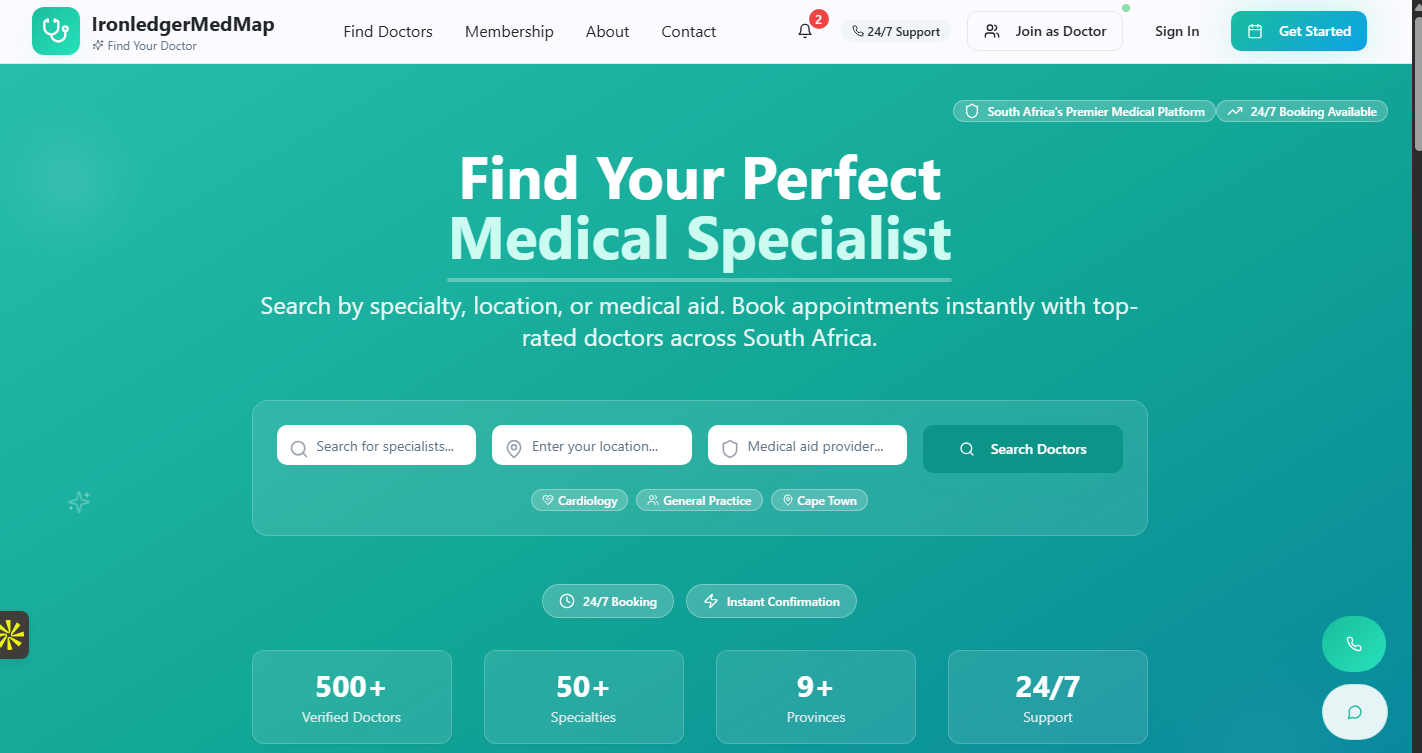 IronledgerMedMap
Find Your Doctor
Find Doctors
Membership
About
Contact
2
24/7 Support
Join as Doctor
Sign In
Get Started
South Africa's Premier Medical Platform
24/7 Booking Available
Find Your Perfect
Medical Specialist
Search by specialty, location, or medical aid. Book appointments instantly with top-
rated doctors across South Africa.
Search for specialists...
Enter your location...
Medical aid provider...
Search Doctors
Cardiology
General Practice
Cape Town
24/7 Booking
Instant Confirmation
500+
Verified Doctors
50+
Specialties
9+
Provinces
24/7
Support